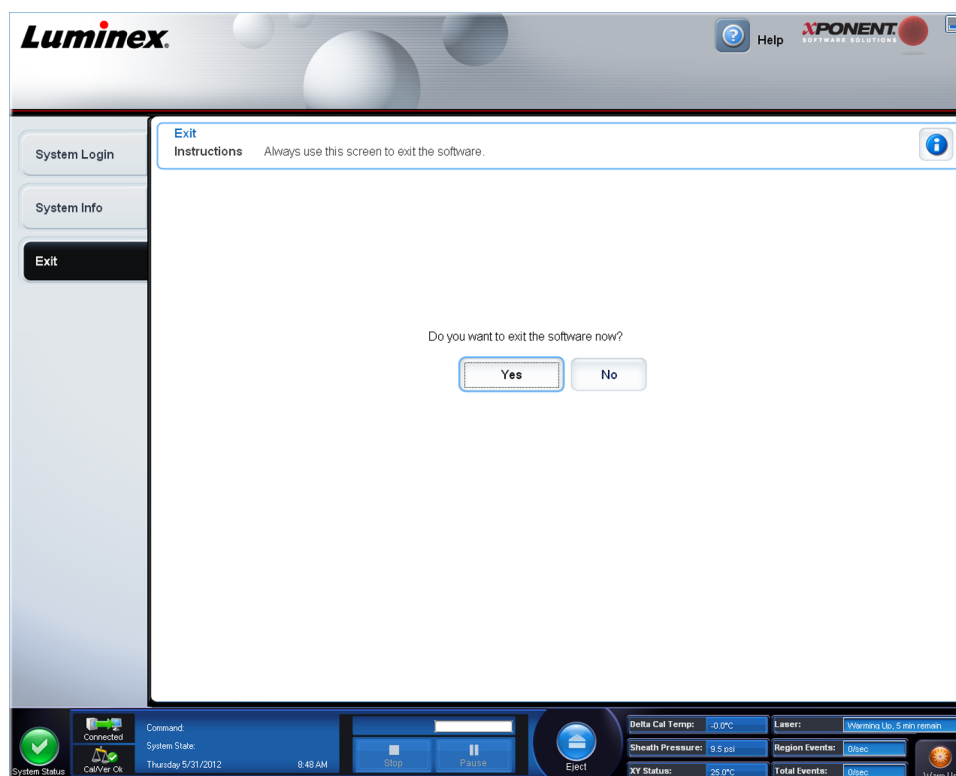 Luminex.
Help
XPONENT.
SOFTWARE SOLUTIONS
System Login
System Info
Exit
Exit
Instructions Always use this screen to exit the software.
Do you want to exit the software now?
Yes No
System Status
Connected
Cal/Ver Ok
Command:
System State:
Thursday 5/31/2012 8:48 AM
Stop
Pause
Eject
Delta Cal Temp: -0.0°C
Sheath Pressure: 9.5 psi
XY Status: 25.0°C
Laser: Warming Up, 5 min remain
Region Events: 0/sec
Total Events: 0/sec